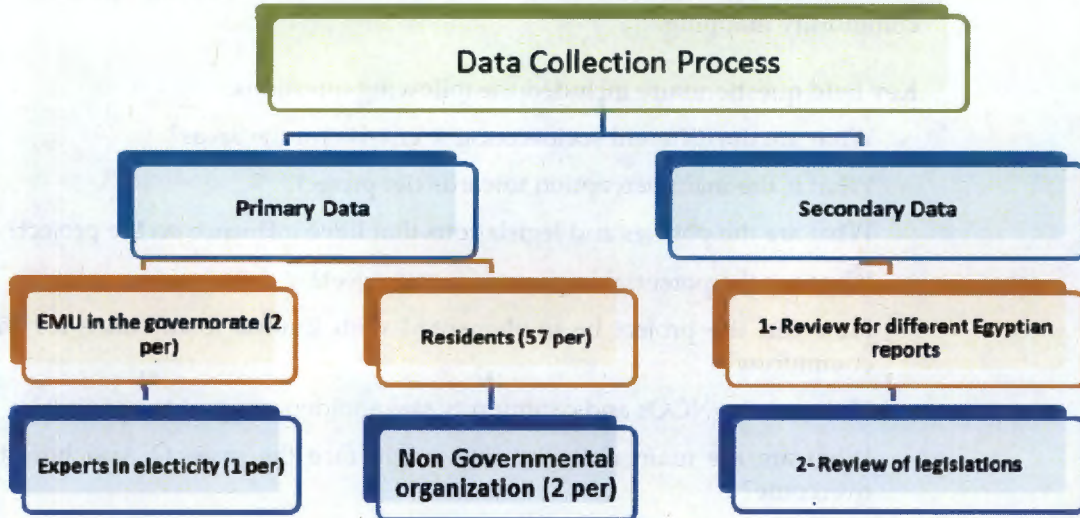 Data Collection Process
Primary Data
Secondary Data
EMU in the governorate (2
per)
Residents (57 per)
1- Review for different Egyptian
reports
Experts in electicity (1 per)
Non Governmental
organization (2 per)
2- Review of legislations